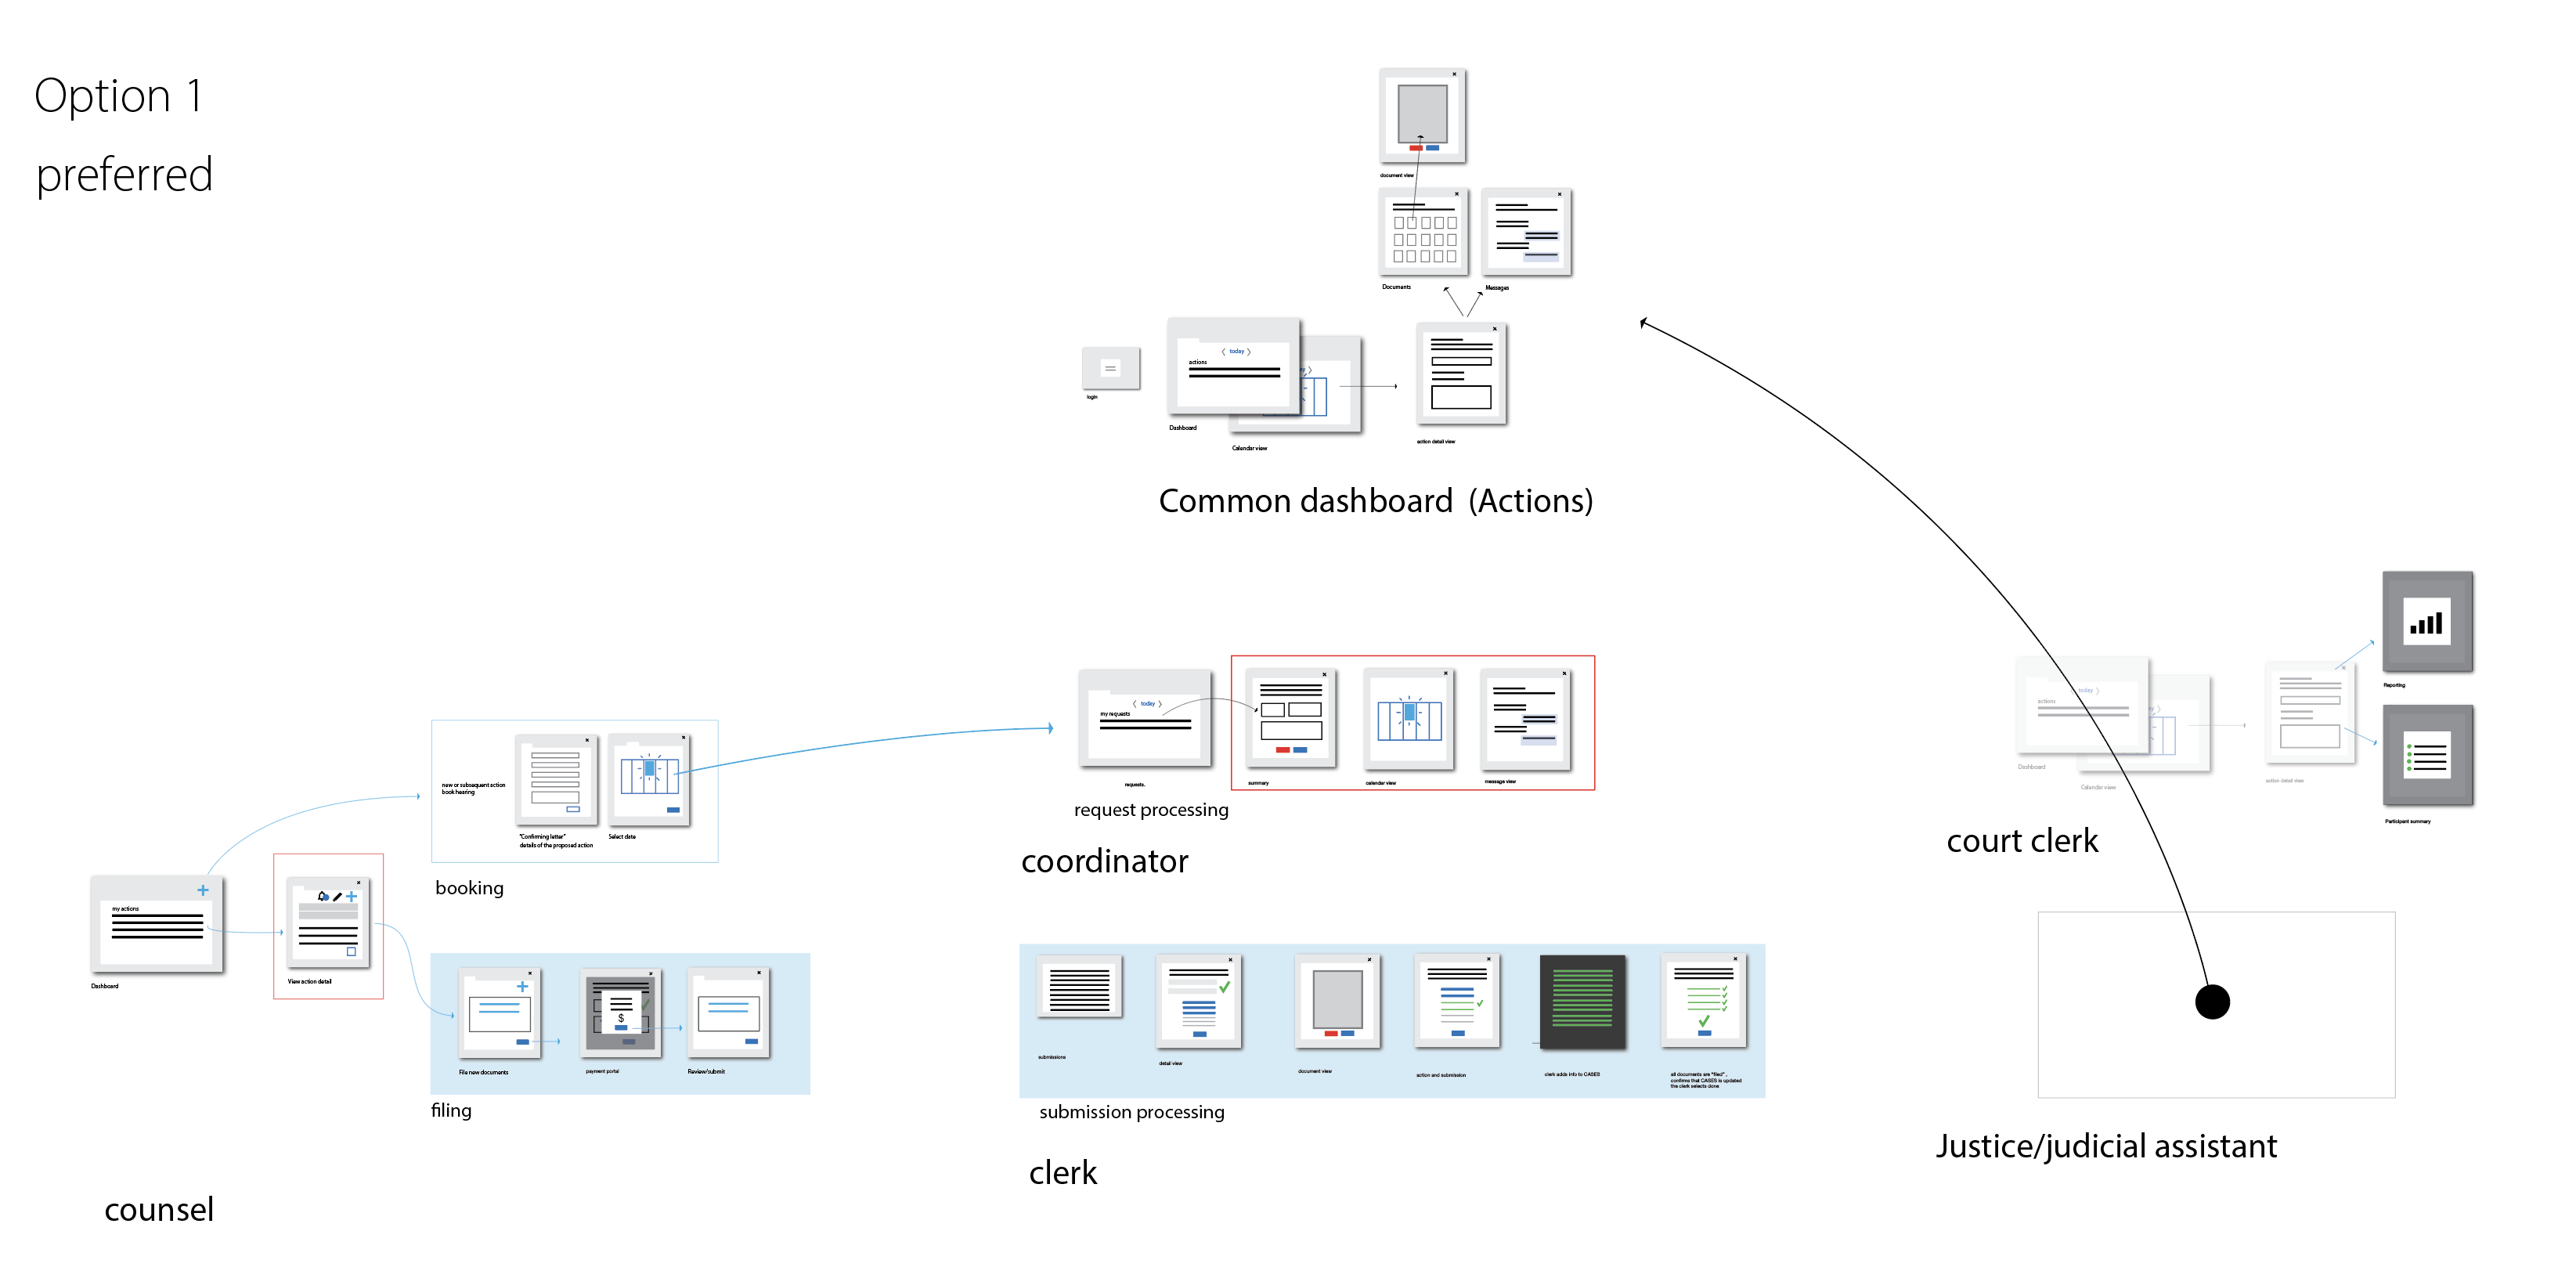 Option 1
preferred
document view
Documents
Messages
login
today
actions
Dashboard
Calendar view
action detail view
Common dashboard (Actions)
my actions
Dashboard
View action detail
new or subsequent action
book hearing
"Confirming letter"
details of the proposed action
Select date
booking
$
File new documents
payment portal
Review/submit
filing
counsel
today
my requests
requests.
summary
calendar view
message view
request processing
coordinator
submissions
detail view
document view
action and submission
clerk adds info to CASES
all documents are "filed" ,
confirm that CASES is updated
the clerk selects done
submission processing
clerk
today
actions
Dashboard
Calendar view
action detail view
Reporting
Participant summary
court clerk
Justice/judicial assistant